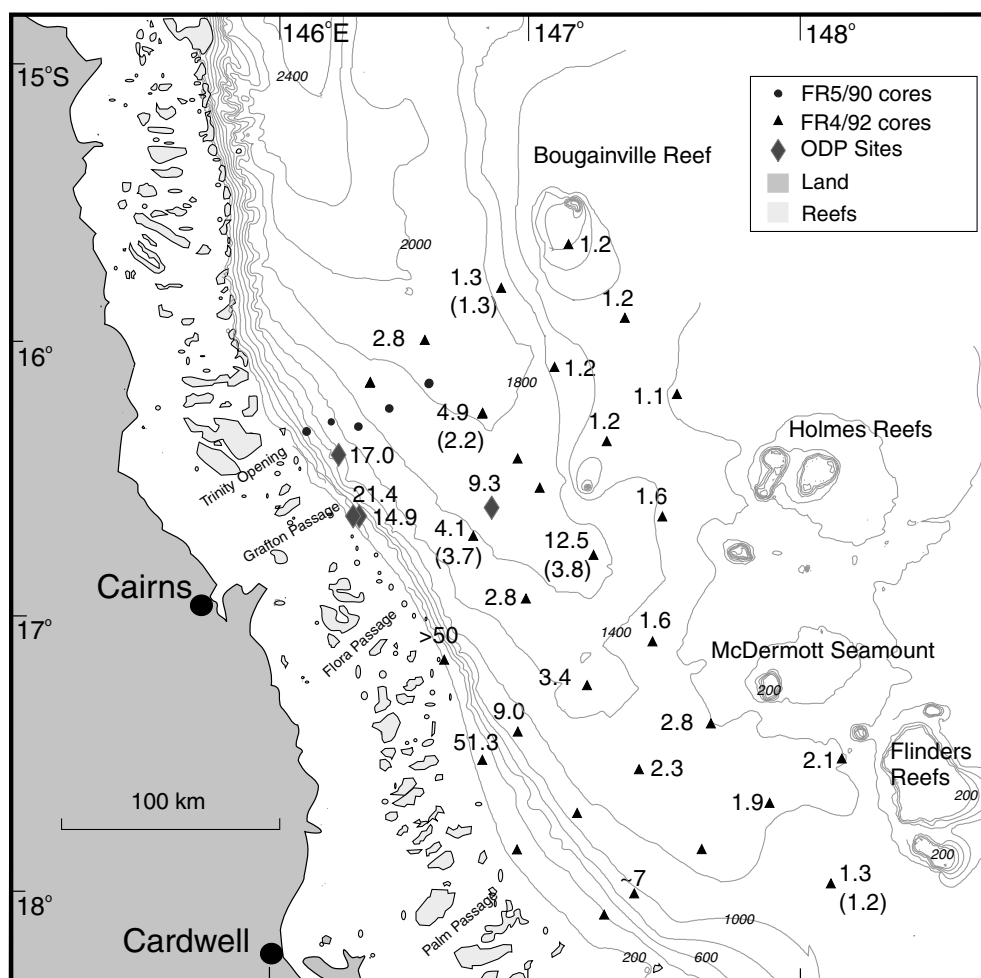 146°E
147°
148°
15°S
2400
FR5/90 cores
FR4/92 cores
ODP Sites
Land
Reefs
Bougainville Reef
2000
1.2
1.3
(1.3)
1.2
2.8
16°
1.2
1800
1.1
4.9
(2.2)
1.2
Holmes Reefs
17.0
Trinity Opening
9.3
21.4
1.6
14.9
Grafton Passage
4.1
(3.7)
12.5
(3.8)
Cairns
2.8
17°
Flora Passage
>50
1400
1.6
McDermott Seamount
3.4
200
9.0
2.8
51.3
2.1
Flinders
Reefs
2.3
200
100 km
1.9
200
~7
1.3
(1.2)
18°
Palm Passage
1000
Cardwell
200
600